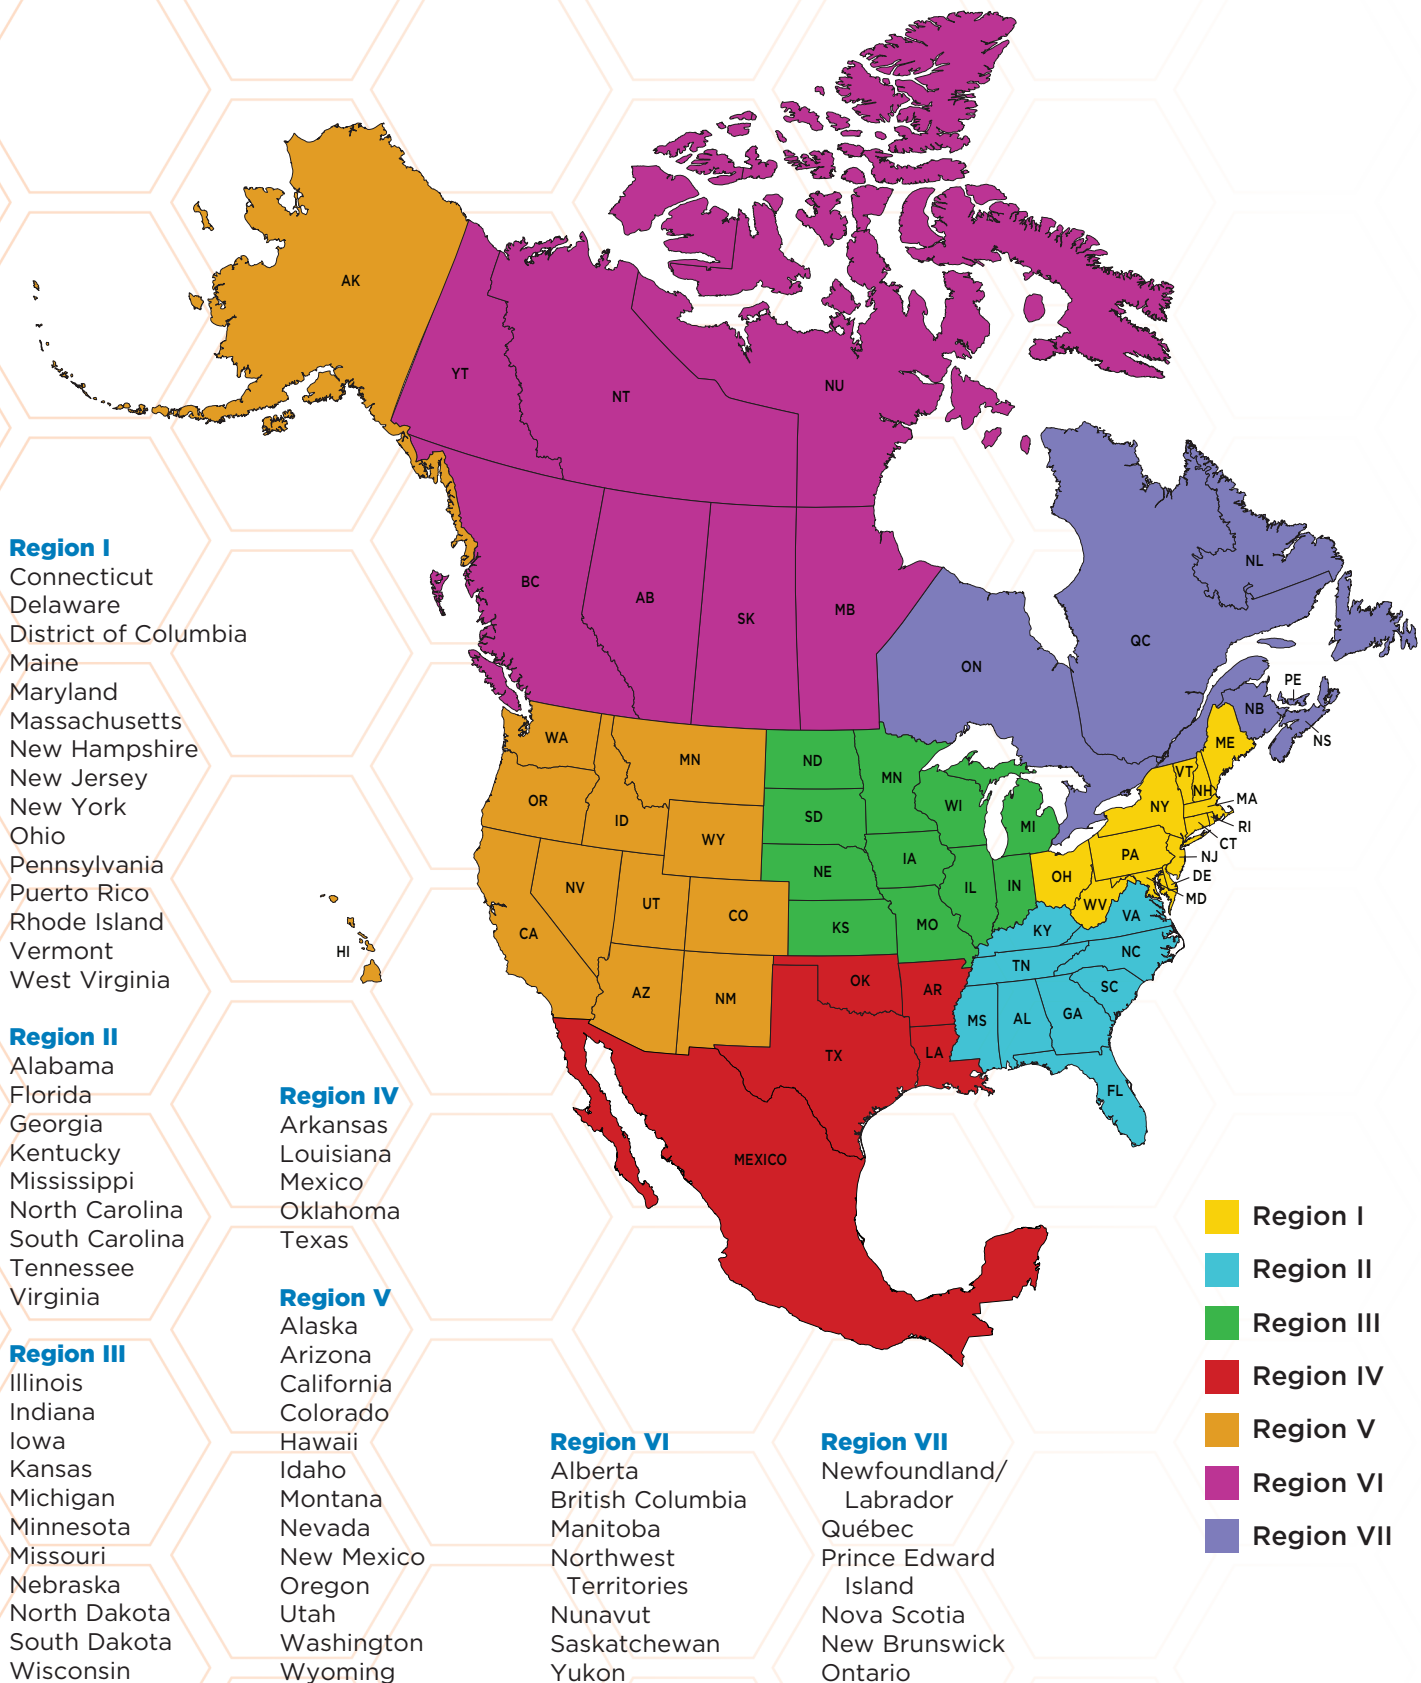 AK
YT
NT
NU
BC
AB
SK
MB
ON
QC
NL
PE
NB
NS
WA
MN
ND
MN
ME
VT
NH
MA
RI
CT
NJ
DE
MD
OR
ID
WY
SD
WI
MI
NY
PA
OH
WV
NE
IA
IL
IN
NV
UT
CO
KS
MO
KY
VA
CA
HI
AZ
NM
OK
AR
TN
NC
SC
MS
AL
GA
TX
LA
FL
MEXICO
Region I
Connecticut
Delaware
District of Columbia
Maine
Maryland
Massachusetts
New Hampshire
New Jersey
New York
Ohio
Pennsylvania
Puerto Rico
Rhode Island
Vermont
West Virginia
Region II
Alabama
Florida
Georgia
Kentucky
Mississippi
North Carolina
South Carolina
Tennessee
Virginia
Region III
Illinois
Indiana
Iowa
Kansas
Michigan
Minnesota
Missouri
Nebraska
North Dakota
South Dakota
Wisconsin
Region IV
Arkansas
Louisiana
Mexico
Oklahoma
Texas
Region V
Alaska
Arizona
California
Colorado
Hawaii
Idaho
Montana
Nevada
New Mexico
Oregon
Utah
Washington
Wyoming
Region VI
Alberta
British Columbia
Manitoba
Northwest
Territories
Nunavut
Saskatchewan
Yukon
Region VII
Newfoundland/
Labrador
Québec
Prince Edward
Island
Nova Scotia
New Brunswick
Ontario
Region I
Region II
Region III
Region IV
Region V
Region VI
Region VII